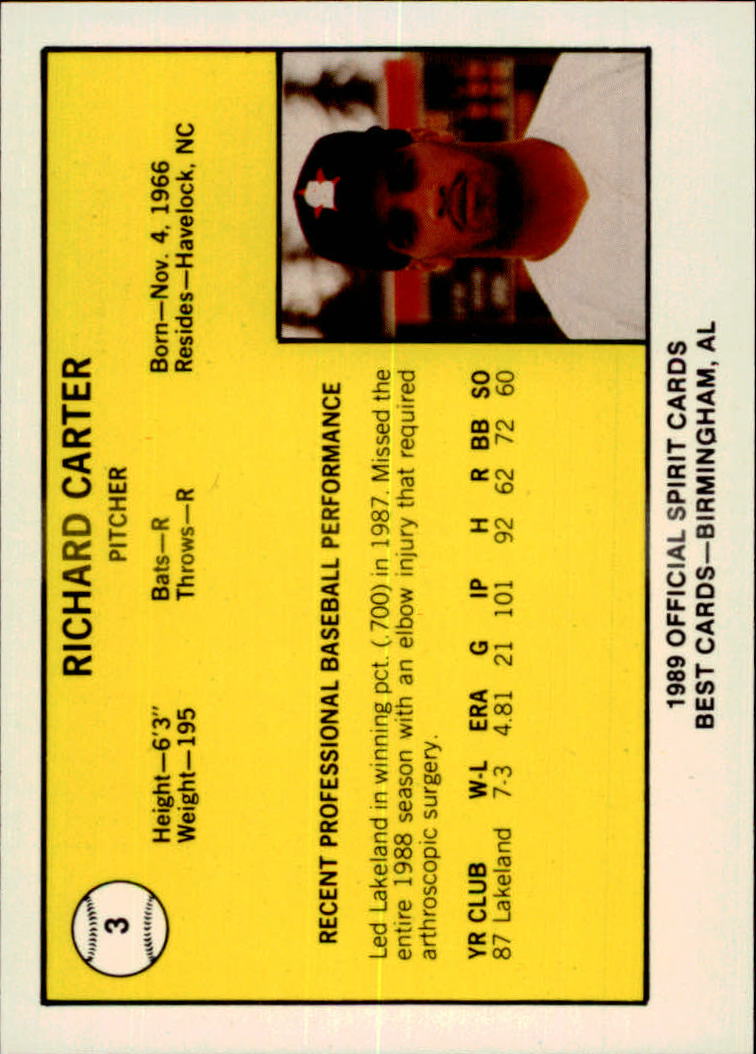 3
RICHARD CARTER
PITCHER
Height—6'3" Bats—R Born—Nov. 4, 1966
Weight—195 Throws—R Resides—Havelock, NC
RECENT PROFESSIONAL BASEBALL PERFORMANCE
Led Lakeland in winning pct. (.700) in 1987. Missed the
entire 1988 season with an elbow injury that required
arthroscopic surgery.
YR CLUB W-L ERA G IP H R BB SO
87 Lakeland 7-3 4.81 21 101 92 62 72 60
1989 OFFICIAL SPIRIT CARDS
BEST CARDS—BIRMINGHAM, AL